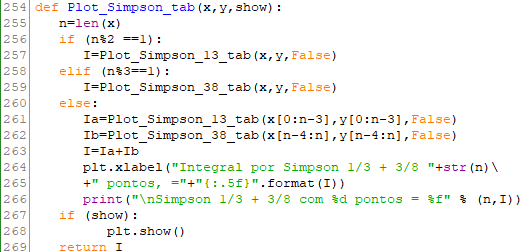 254 def Plot_Simpson_tab(x,y,show):
255     n=len(x)
256     if (n%2 ==1):
257         I=Plot_Simpson_13_tab(x,y,False)
258     elif (n%3==1):
259         I=Plot_Simpson_38_tab(x,y,False)
260     else:
261         Ia=Plot_Simpson_13_tab(x[0:n-3],y[0:n-3],False)
262         Ib=Plot_Simpson_38_tab(x[n-4:n],y[n-4:n],False)
263         I=Ia+Ib
264         plt.xlabel("Integral por Simpson 1/3 + 3/8 "+str(n)\
265         +" pontos, ="+"{:.5f}".format(I))
266         print("\nSimpson 1/3 + 3/8 com %d pontos = %f" % (n,I))
267     if (show):
268             plt.show()
269     return I